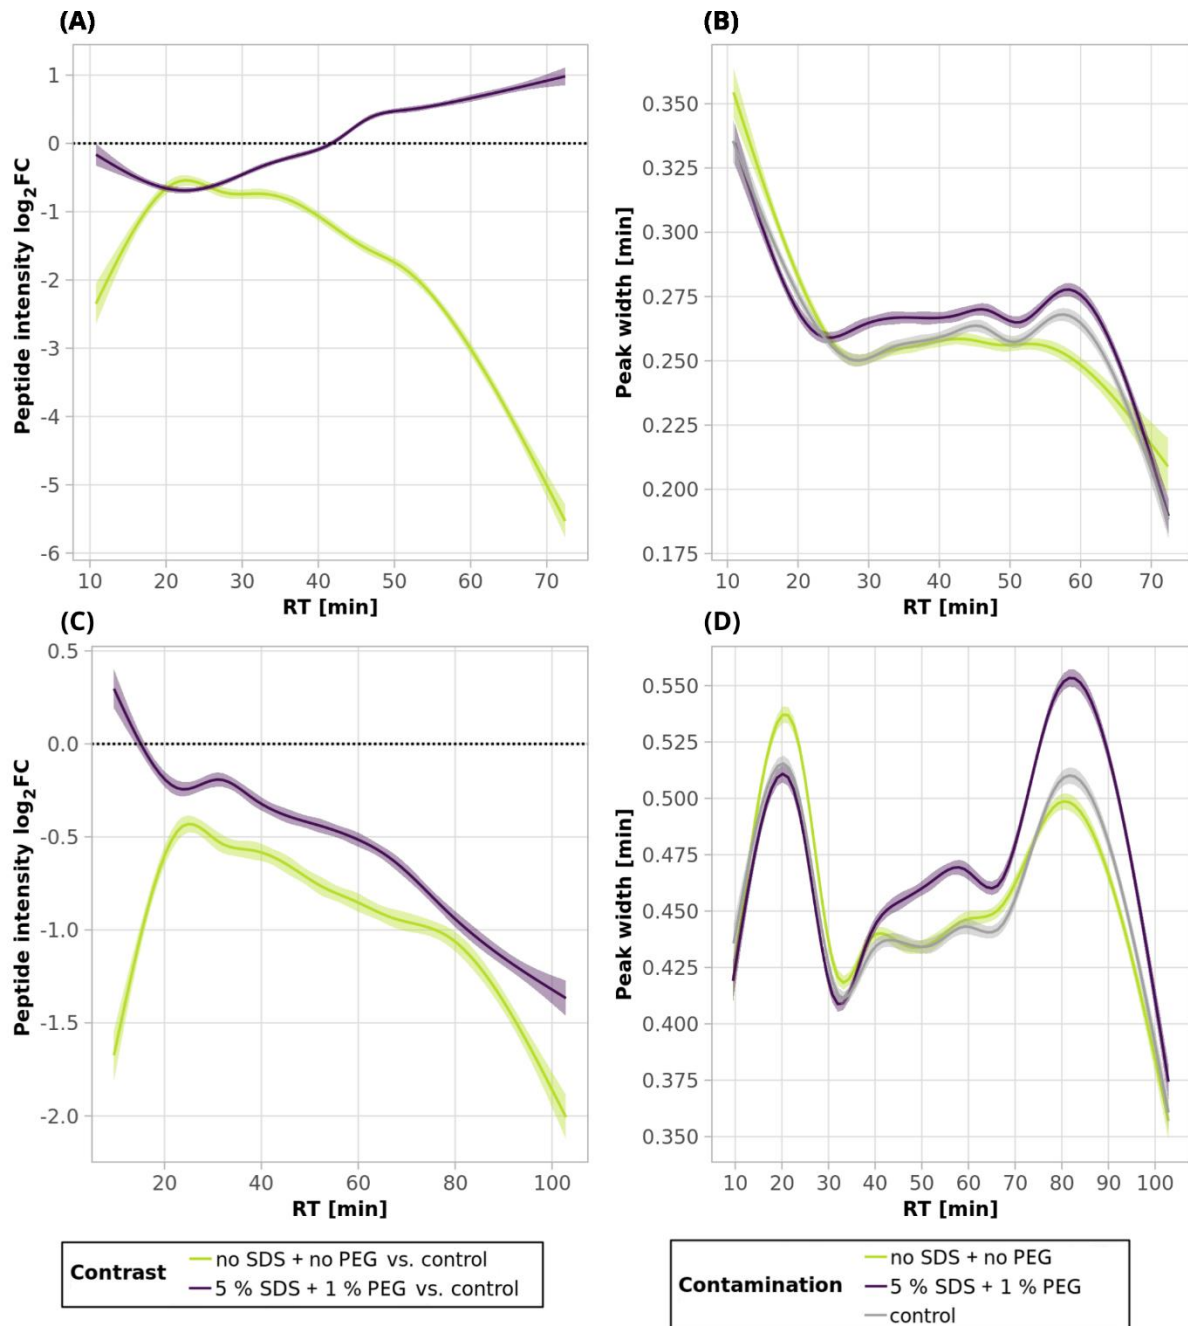 (A)
Peptide intensity log₂FC
1
0
-1
-2
-3
-4
-5
-6
10 20 30 40 50 60 70
RT [min]
(B)
Peak width [min]
0.350
0.325
0.300
0.275
0.250
0.225
0.200
0.175
10 20 30 40 50 60 70
RT [min]
(C)
Peptide intensity log₂FC
0.5
0.0
-0.5
-1.0
-1.5
-2.0
20 40 60 80 100
RT [min]
(D)
Peak width [min]
0.550
0.525
0.500
0.475
0.450
0.425
0.400
0.375
0.350
10 20 30 40 50 60 70 80 90 100
RT [min]
Contrast
no SDS + no PEG vs. control
5 % SDS + 1 % PEG vs. control
Contamination
no SDS + no PEG
5 % SDS + 1 % PEG
control